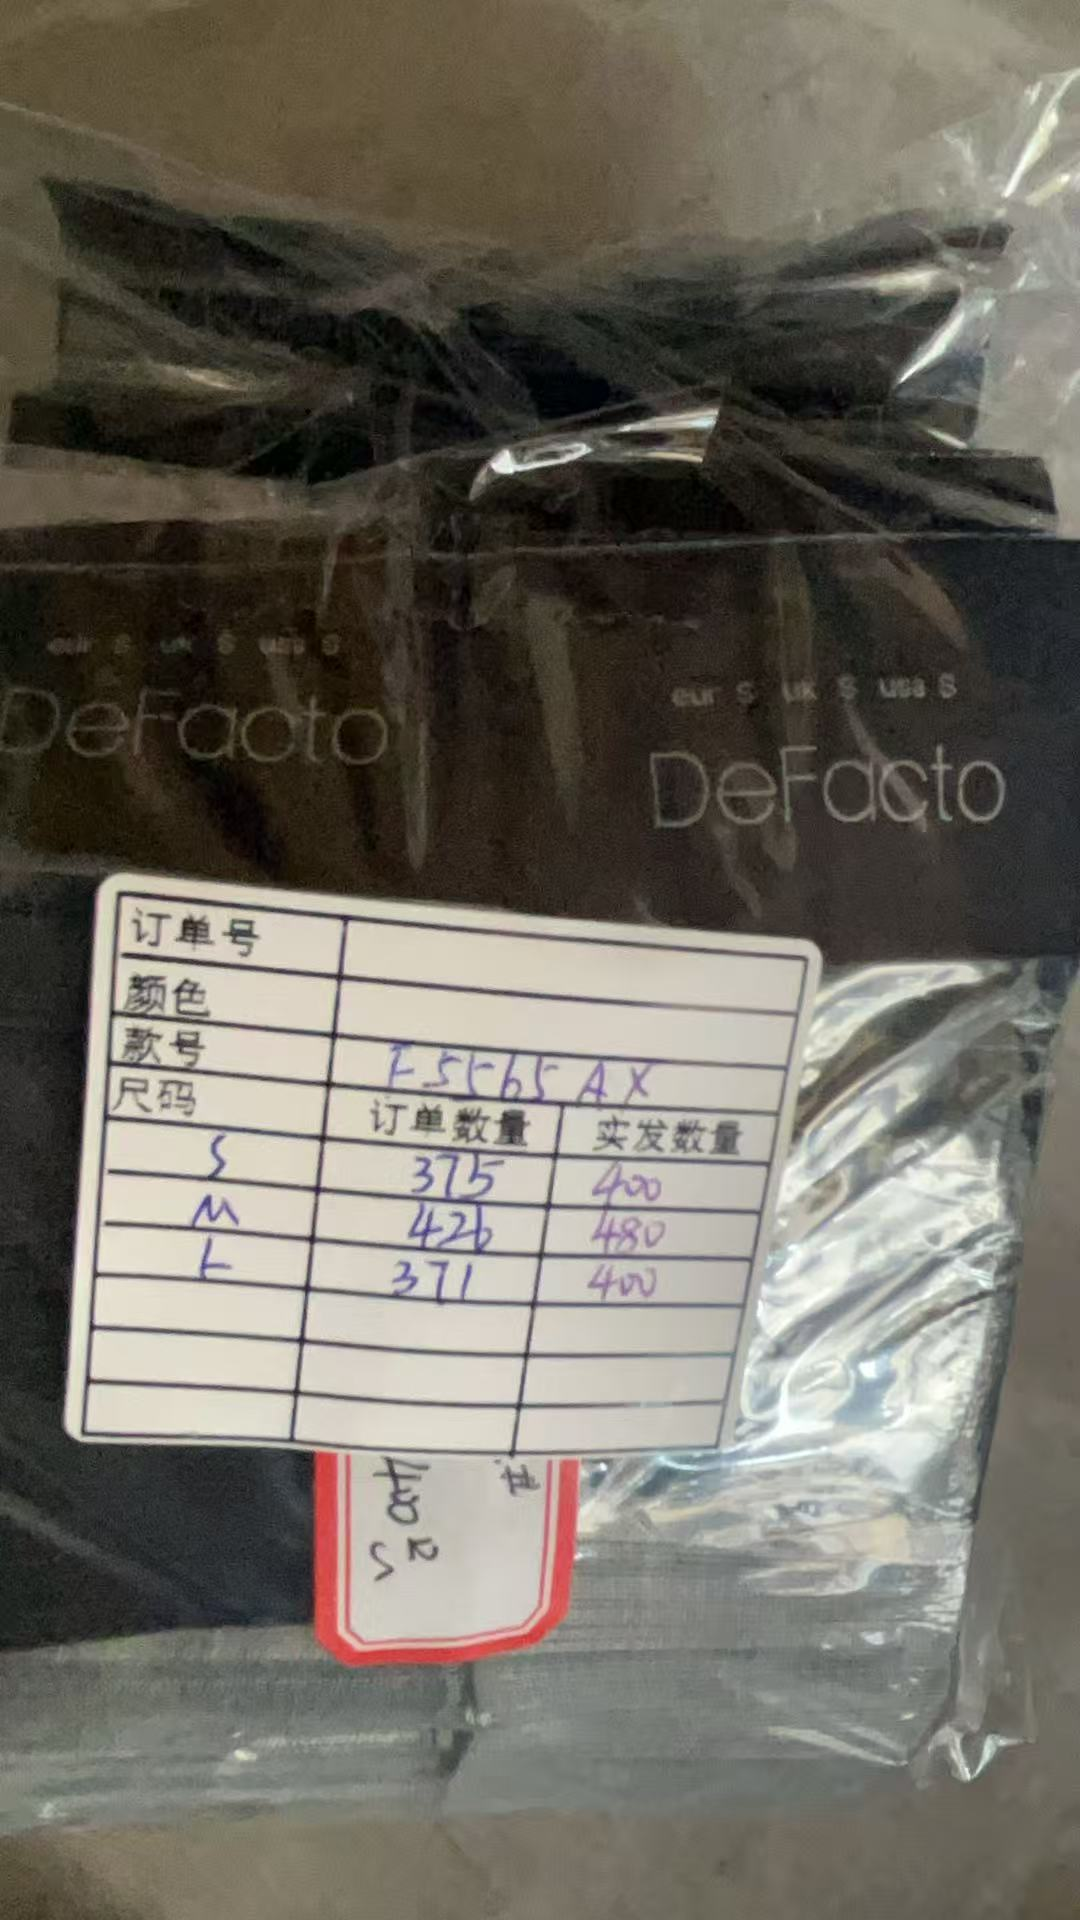 eur S uk S usa S
DeFacto
eur S uk S usa S
DeFacto
订单号
颜色
款号 F5565AX
尺码 订单数量 实发数量
S 375 400
M 426 480
L 371 400
400
S